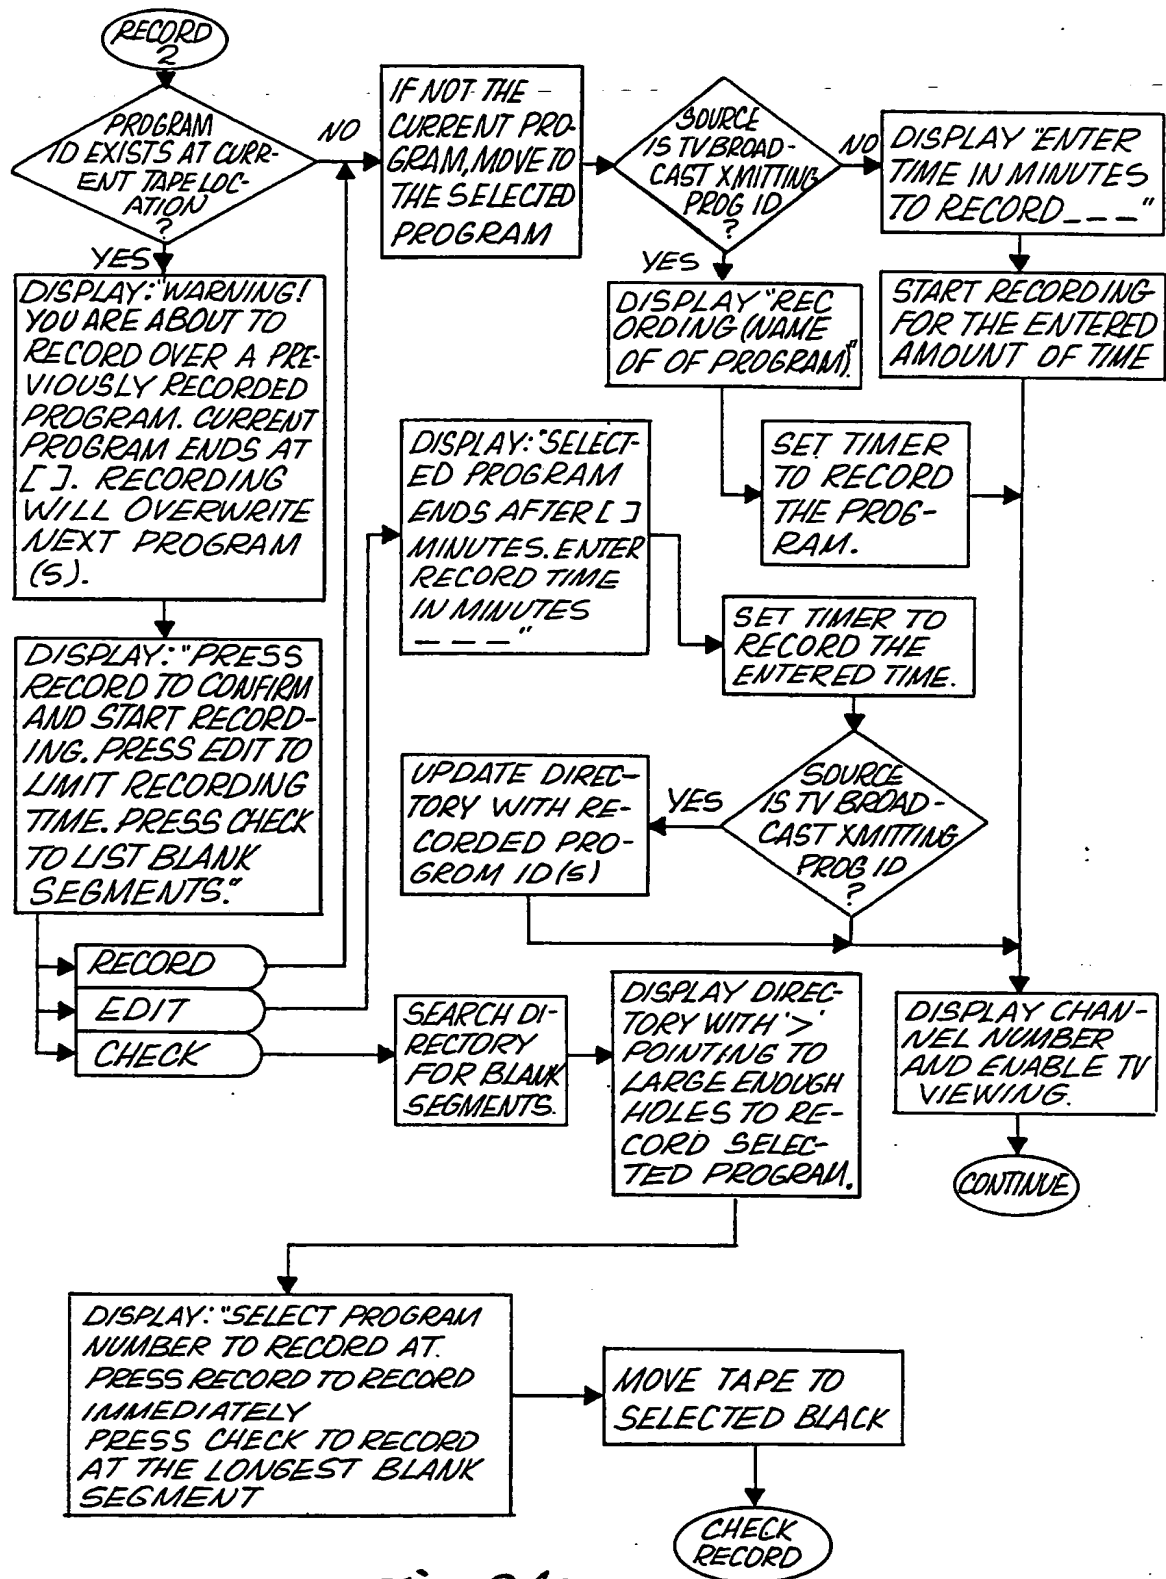 RECORD
2
PROGRAM
ID EXISTS AT CURR-
ENT TAPE LOC-
ATION
?
NO
YES
IF NOT THE
CURRENT PRO-
GRAM, MOVE TO
THE SELECTED
PROGRAM
SOURCE
IS TV BROAD-
CAST XMITTING
PROG ID
?
NO
YES
DISPLAY "ENTER
TIME IN MINUTES
TO RECORD_ _ _"
START RECORDING
FOR THE ENTERED
AMOUNT OF TIME
DISPLAY "REC
ORDING (NAME
OF OF PROGRAM)."
SET TIMER
TO RECORD
THE PROG-
RAM.
DISPLAY: "WARNING!
YOU ARE ABOUT TO
RECORD OVER A PRE-
VIOUSLY RECORDED
PROGRAM. CURRENT
PROGRAM ENDS AT
[ ]. RECORDING
WILL OVERWRITE
NEXT PROGRAM
(S).
DISPLAY: "PRESS
RECORD TO CONFIRM
AND START RECORD-
ING. PRESS EDIT TO
LIMIT RECORDING
TIME. PRESS CHECK
TO LIST BLANK
SEGMENTS."
RECORD
EDIT
CHECK
DISPLAY: "SELECT-
ED PROGRAM
ENDS AFTER [ ]
MINUTES. ENTER
RECORD TIME
IN MINUTES
_ _ _"
SET TIMER TO
RECORD THE
ENTERED TIME.
SOURCE
IS TV BROAD-
CAST XMITTING
PROG ID
?
YES
UPDATE DIREC-
TORY WITH RE-
CORDED PRO-
GROM ID(S)
SEARCH DI-
RECTORY
FOR BLANK
SEGMENTS.
DISPLAY DIREC-
TORY WITH '>'
POINTING TO
LARGE ENOUGH
HOLES TO RE-
CORD SELEC-
TED PROGRAM.
DISPLAY CHAN-
NEL NUMBER
AND ENABLE TV
VIEWING.
CONTINUE
DISPLAY: "SELECT PROGRAM
NUMBER TO RECORD AT.
PRESS RECORD TO RECORD
IMMEDIATELY
PRESS CHECK TO RECORD
AT THE LONGEST BLANK
SEGMENT
MOVE TAPE TO
SELECTED BLACK
CHECK
RECORD